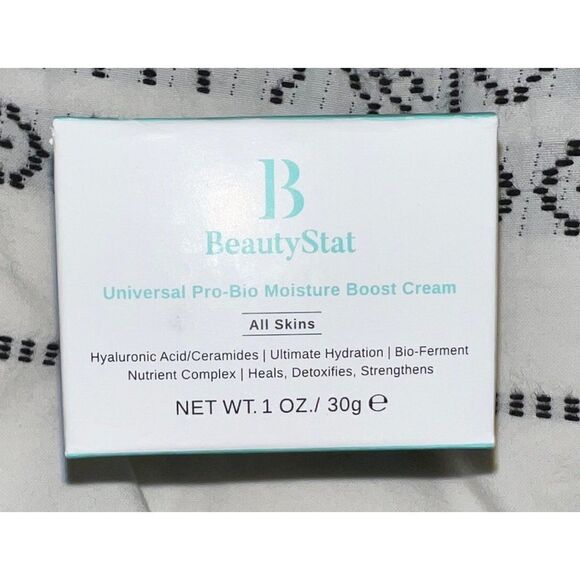 B
BeautyStat
Universal Pro-Bio Moisture Boost Cream
All Skins
Hyaluronic Acid/Ceramides | Ultimate Hydration | Bio-Ferment
Nutrient Complex | Heals, Detoxifies, Strengthens
NET WT. 1 OZ./ 30g ℮